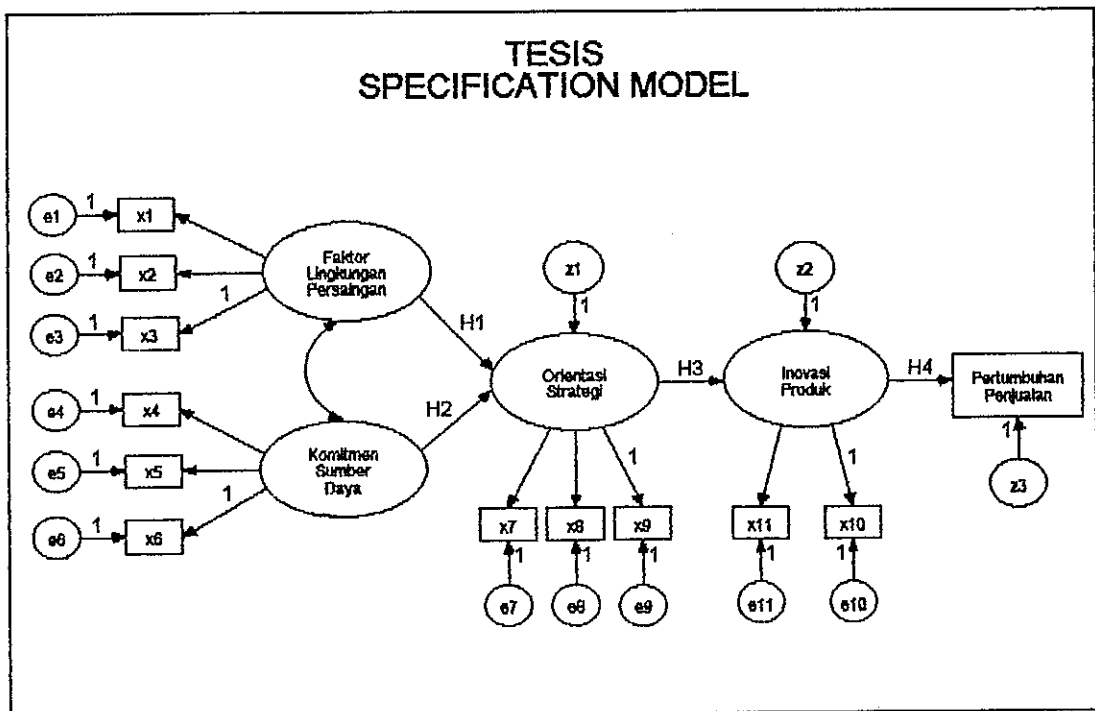 TESIS
SPECIFICATION MODEL
e1
1
x1
e2
1
x2
e3
1
x3
1
Faktor
Lingkungan
Persaingan
e4
1
x4
e5
1
x5
e6
1
x6
1
Komitmen
Sumber
Daya
H1
H2
z1
1
Orientasi
Strategi
H3
z2
1
Inovasi
Produk
H4
Pertumbuhan
Penjualan
1
z3
1
1
x7
x8
x9
x11
x10
1
1
1
1
1
e7
e8
e9
e11
e10